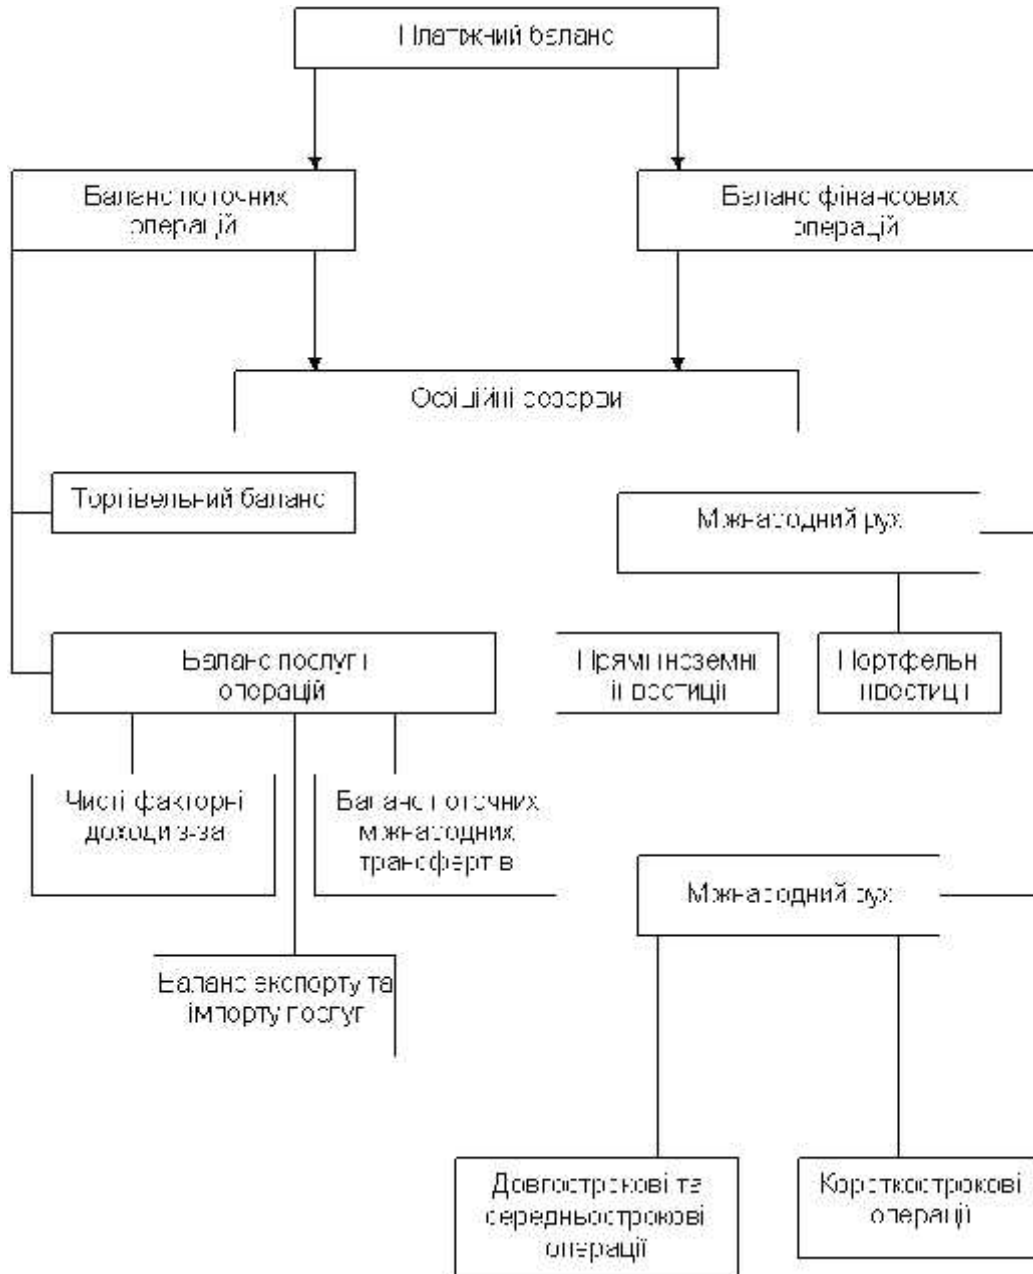 Платіжний баланс
Баланс поточних
операцій
Баланс фінансових
операцій
Офіційні резерви
Торгівельний баланс
Міжнародний рух
Баланс послуг і
операцій
Прямі іноземні
інвестиції
Портфельн
інвестиції
Чисті факторні
доходи з-за
Баланс поточних
міжнародних
трансфертів
Міжнародний рух
Баланс експорту та
імпорту послуг
Довгострокові та
середньострокові
операції
Короткострокові
операції